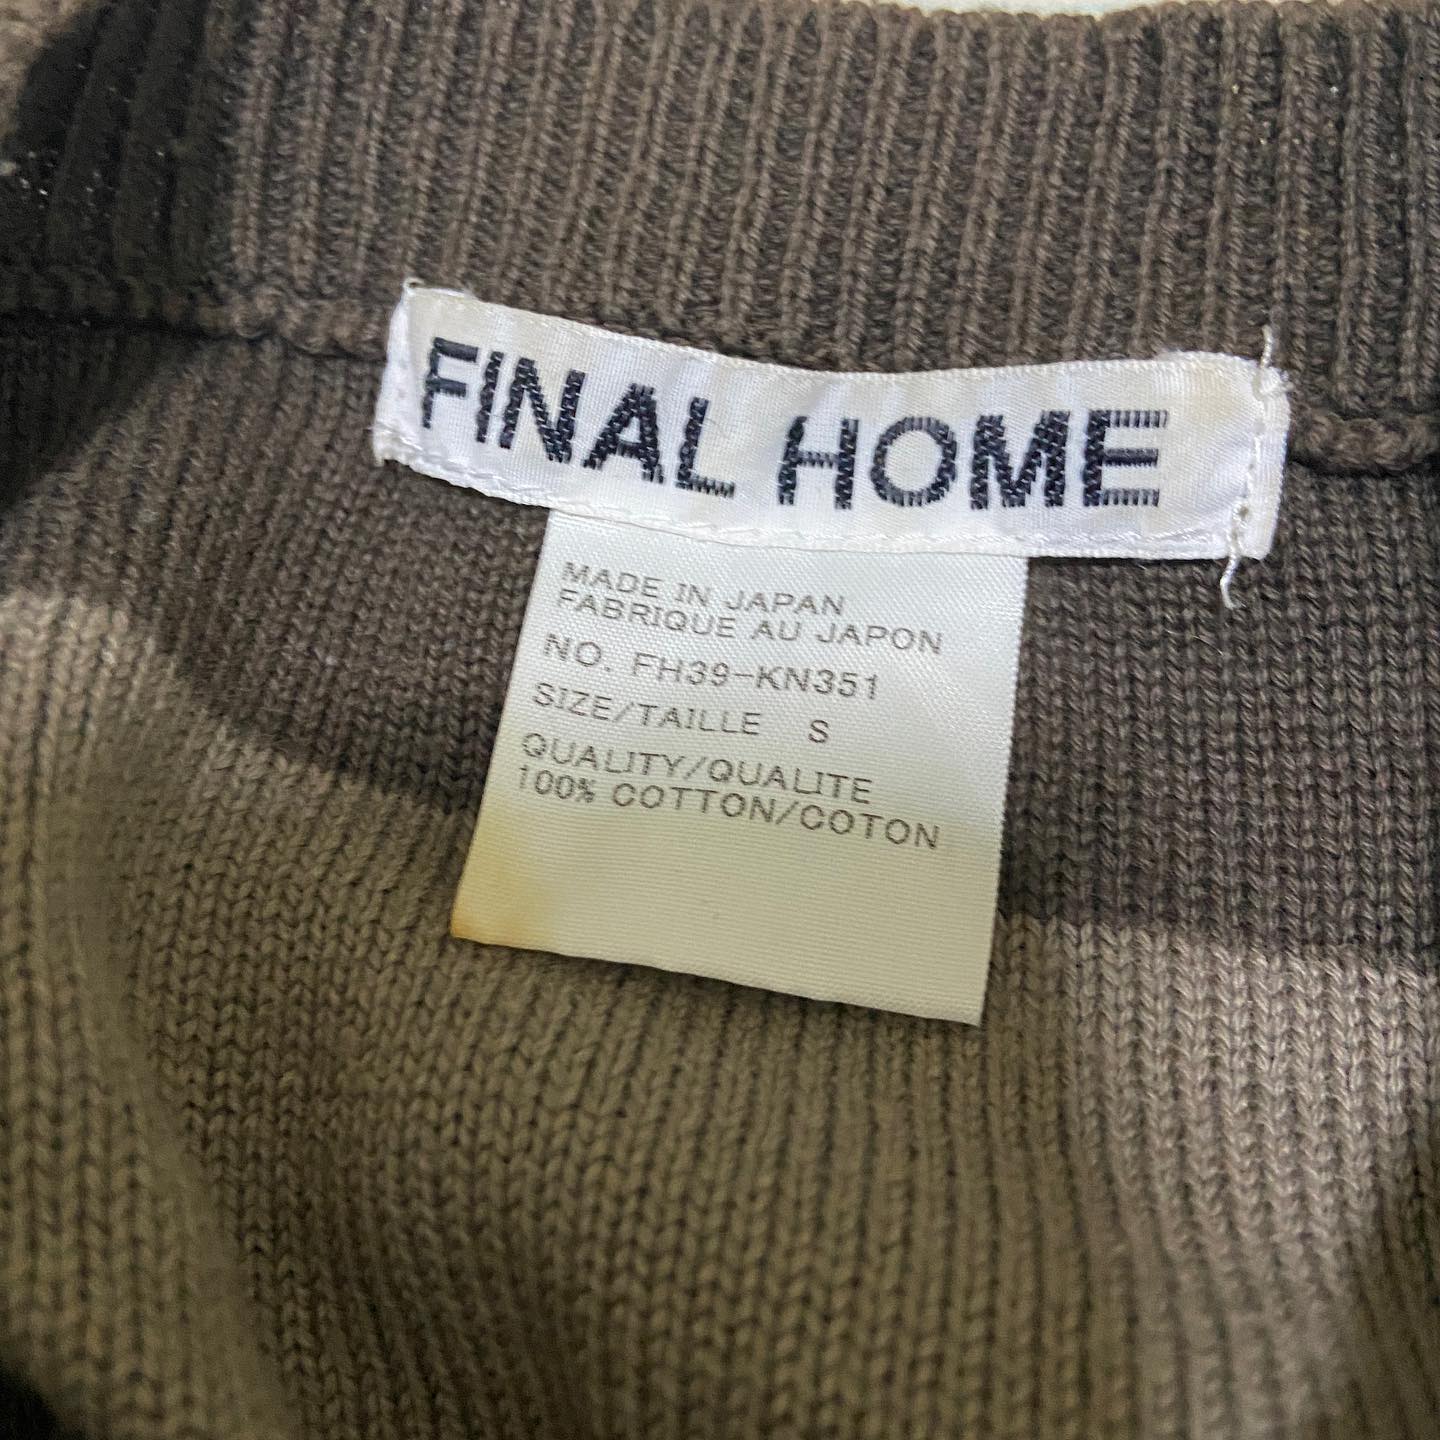 FINAL HOME
MADE IN JAPAN
FABRIQUE AU JAPON
NO. FH39-KN351
SIZE/TAILLE S
QUALITY/QUALITE
100% COTTON/COTON